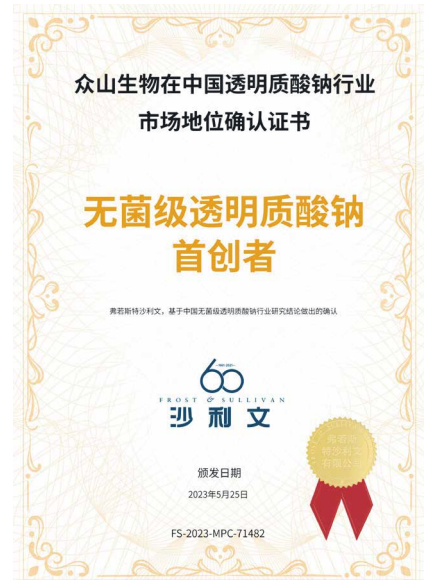 众山生物在中国透明质酸钠行业
市场地位确认证书
无菌级透明质酸钠
首创者
弗若斯特沙利文，基于中国无菌级透明质酸钠行业研究结论做出的确认
60
FROST & SULLIVAN
沙利文
颁发日期
2023年5月25日
FS-2023-MPC-71482